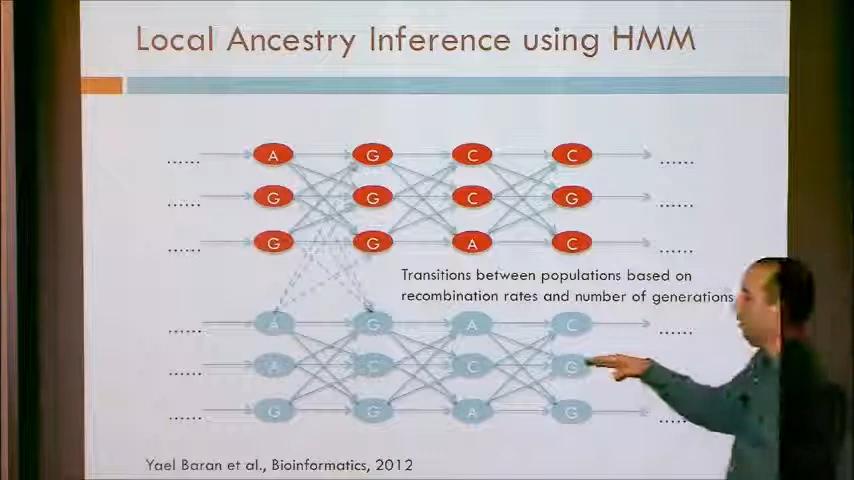 Local Ancestry Inference using HMM
...... A G C C ......
...... G G C G ......
...... G G A C ......
Transitions between populations based on
recombination rates and number of generations
...... A G A C ......
...... A C C G
...... G G A G ......
Yael Baran et al., Bioinformatics, 2012